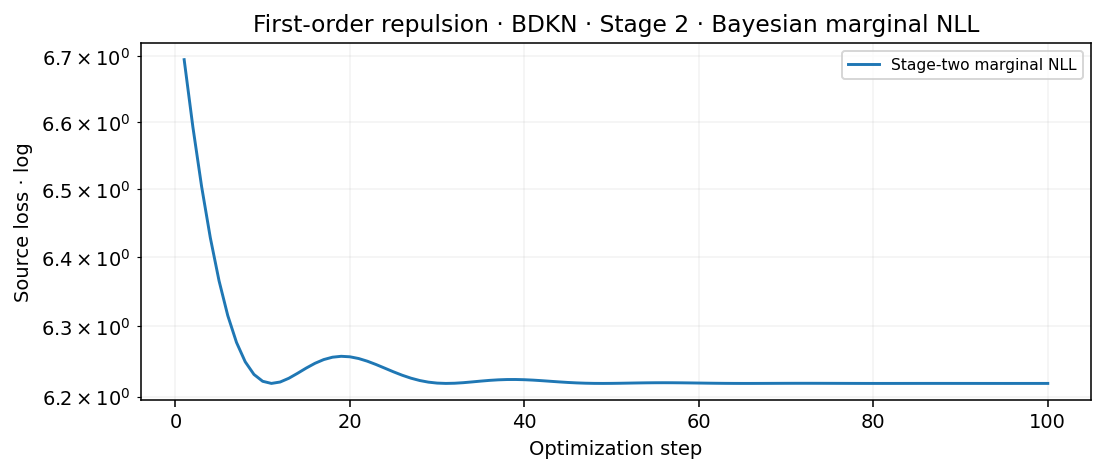 First-order repulsion · BDKN · Stage 2 · Bayesian marginal NLL
Stage-two marginal NLL
Source loss · log
6.7 × 10⁰
6.6 × 10⁰
6.5 × 10⁰
6.4 × 10⁰
6.3 × 10⁰
6.2 × 10⁰
0 20 40 60 80 100
Optimization step